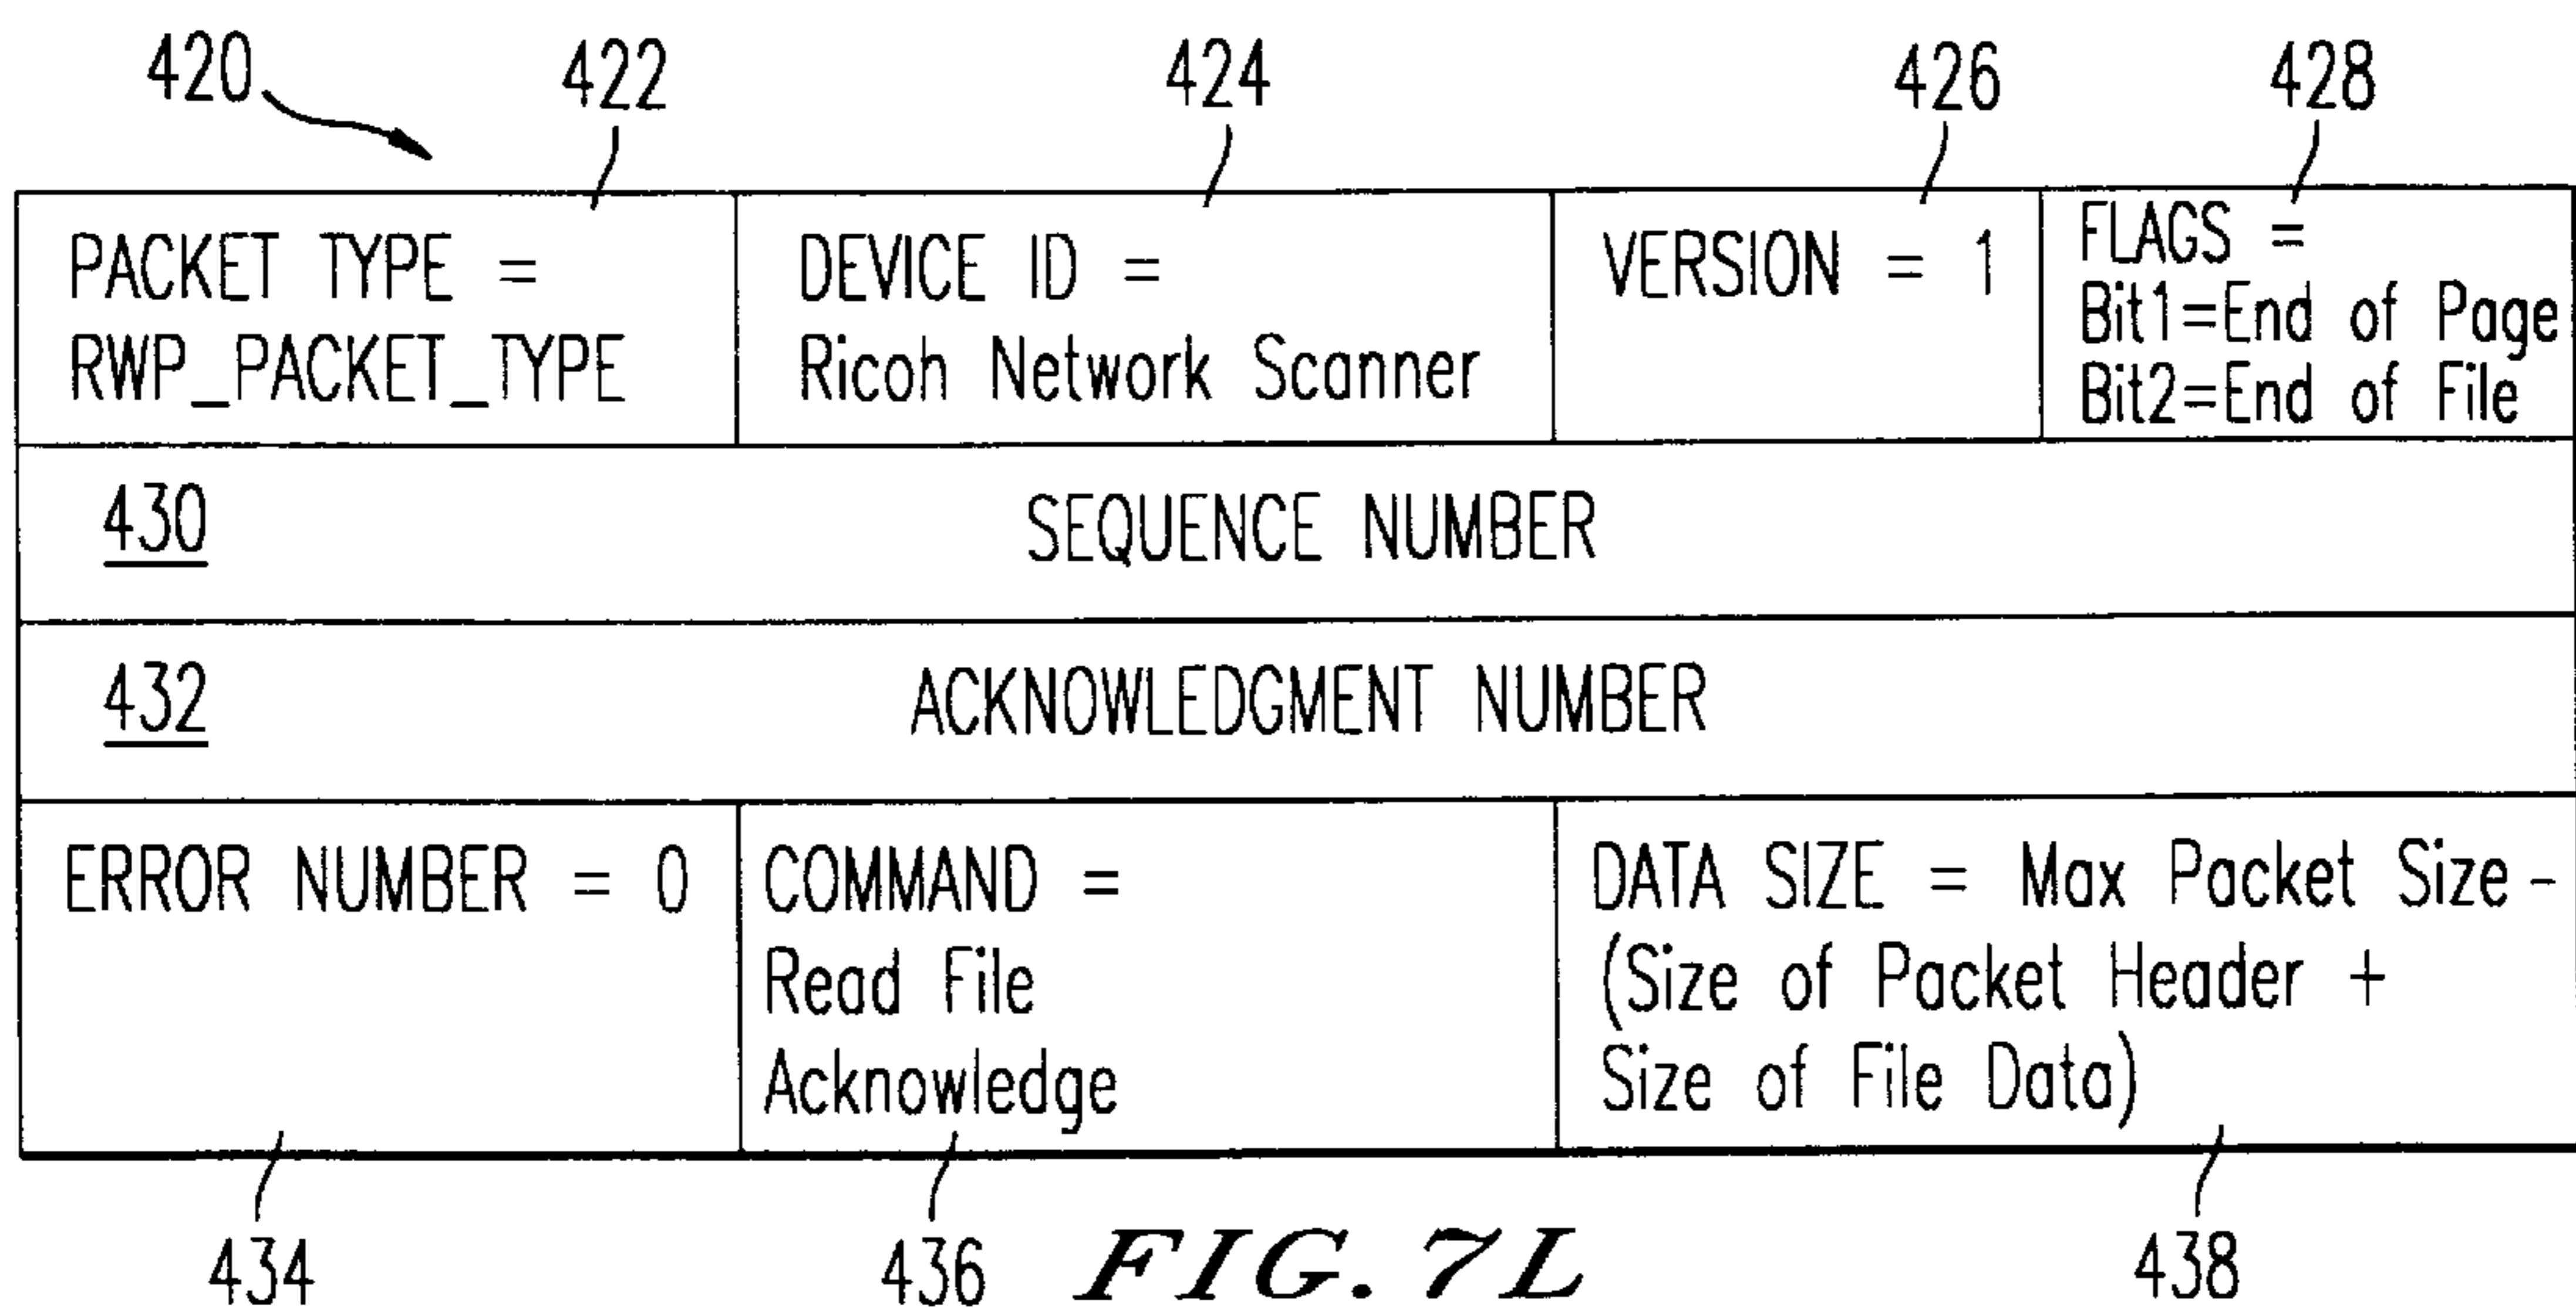 420 422 424 426 428
PACKET TYPE =
RWP_PACKET_TYPE
DEVICE ID =
Ricoh Network Scanner
VERSION = 1
FLAGS =
Bit1=End of Page
Bit2=End of File
430 SEQUENCE NUMBER
432 ACKNOWLEDGMENT NUMBER
ERROR NUMBER = 0
COMMAND =
Read File
Acknowledge
DATA SIZE = Max Packet Size -
(Size of Packet Header +
Size of File Data)
434 436 438
FIG. 7L